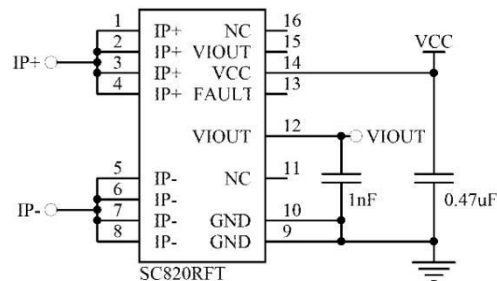 1 IP+ NC 16
2 IP+ VIOUT 15
IP+ 3 IP+ VCC 14 VCC
4 IP+ FAULT 13
VIOUT 12 VIOUT
5 IP- NC 11
6 IP-
IP- 7 IP- GND 10 1nF 0.47uF
8 IP- GND 9
SC820RFT